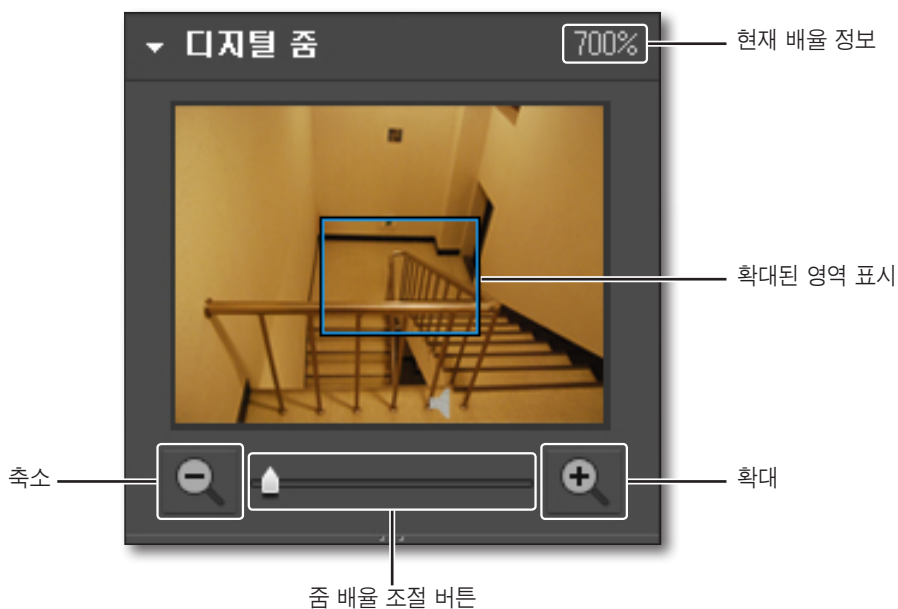 디지털 줌
700%
현재 배율 정보
확대된 영역 표시
축소
확대
줌 배율 조절 버튼